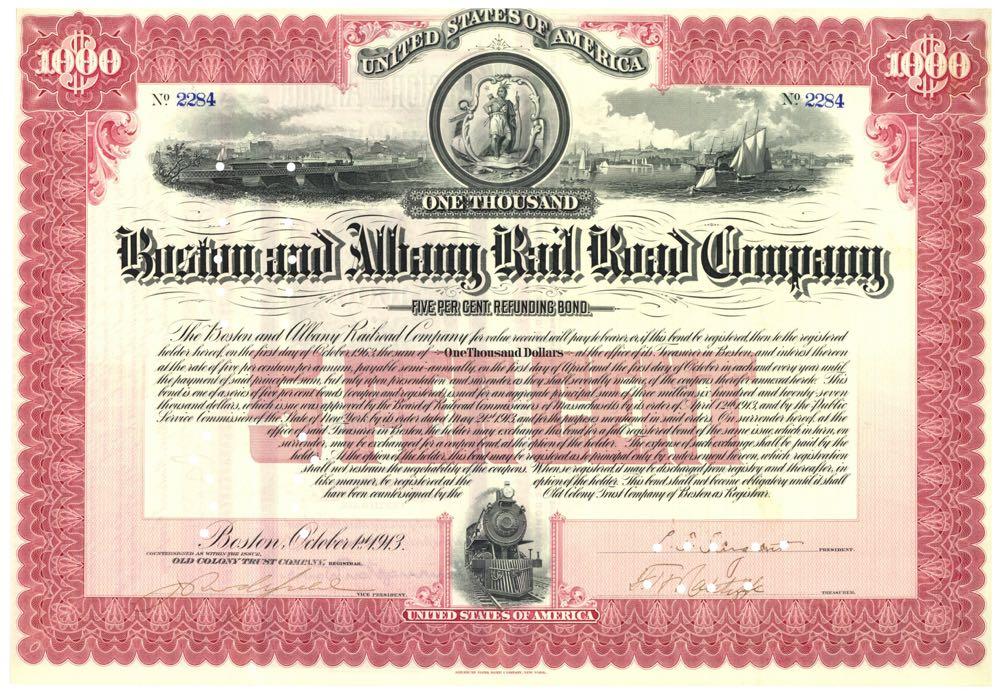 UNITED STATES OF AMERICA
1000 1000
No 2284 No 2284
ONE THOUSAND
Boston and Albany Rail Road Company
FIVE PER CENT. REFUNDING BOND.
The Boston and Albany Railroad Company for value received will pay to bearer, or, if this bond be registered, then to the registered
holder hereof, on the first day of October 1963, the sum of One Thousand Dollars at the office of its Treasurer in Boston, and interest thereon
at the rate of five per centum per annum, payable semi-annually, on the first day of April and the first day of October in each and every year until
the payment of said principal sum, but only upon presentation and surrender as they shall severally mature, of the coupons therefor annexed hereto. This
bond is one of a series of five per cent bonds, (coupon and registered) issued for an aggregate principal sum of three million six hundred and twenty-seven
thousand dollars, which issue was approved by the Board of Railroad Commissioners of Massachusetts by its order of April 12th 1913, and by the Public
Service Commission of the State of New York by its order dated May 21st 1913, and for the purposes mentioned in said orders. On surrender hereof, at the
office of said Treasurer in Boston, the holder may exchange this bond for a full registered bond of the same issue, which in turn, on
surrender, may be exchanged for a coupon bond, at the option of the holder. The expense of such exchange shall be paid by the
holder. At the option of the holder, this bond may be registered as to principal only by endorsement hereon, which registration
shall not restrain the negotiability of the coupons. When so registered, it may be discharged from registry and thereafter, in
like manner, be registered at the option of the holder. This bond shall not become obligatory until it shall
have been countersigned by the Old Colony Trust Company of Boston as Registrar.
Boston, October 1st 1913.
COUNTERSIGNED AS WITHIN THE ISSUE,
OLD COLONY TRUST COMPANY, REGISTRAR.
VICE PRESIDENT.
PRESIDENT.
TREASURER.
UNITED STATES OF AMERICA
AMERICAN BANK NOTE COMPANY, NEW YORK.